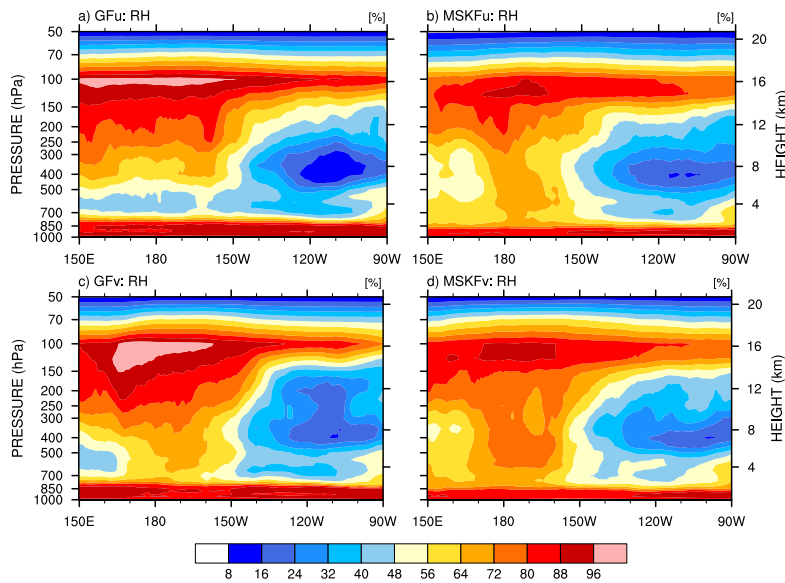 a) GFu: RH [%]
b) MSKFu: RH [%]
PRESSURE (hPa)
50
70
100
150
200
250
300
400
500
700
850
1000
20
16
12
8
4
HEIGHT (km)
150E 180 150W 120W 90W
150E 180 150W 120W 90W
c) GFv: RH [%]
d) MSKFv: RH [%]
PRESSURE (hPa)
50
70
100
150
200
250
300
400
500
700
850
1000
20
16
12
8
4
HEIGHT (km)
150E 180 150W 120W 90W
150E 180 150W 120W 90W
8 16 24 32 40 48 56 64 72 80 88 96